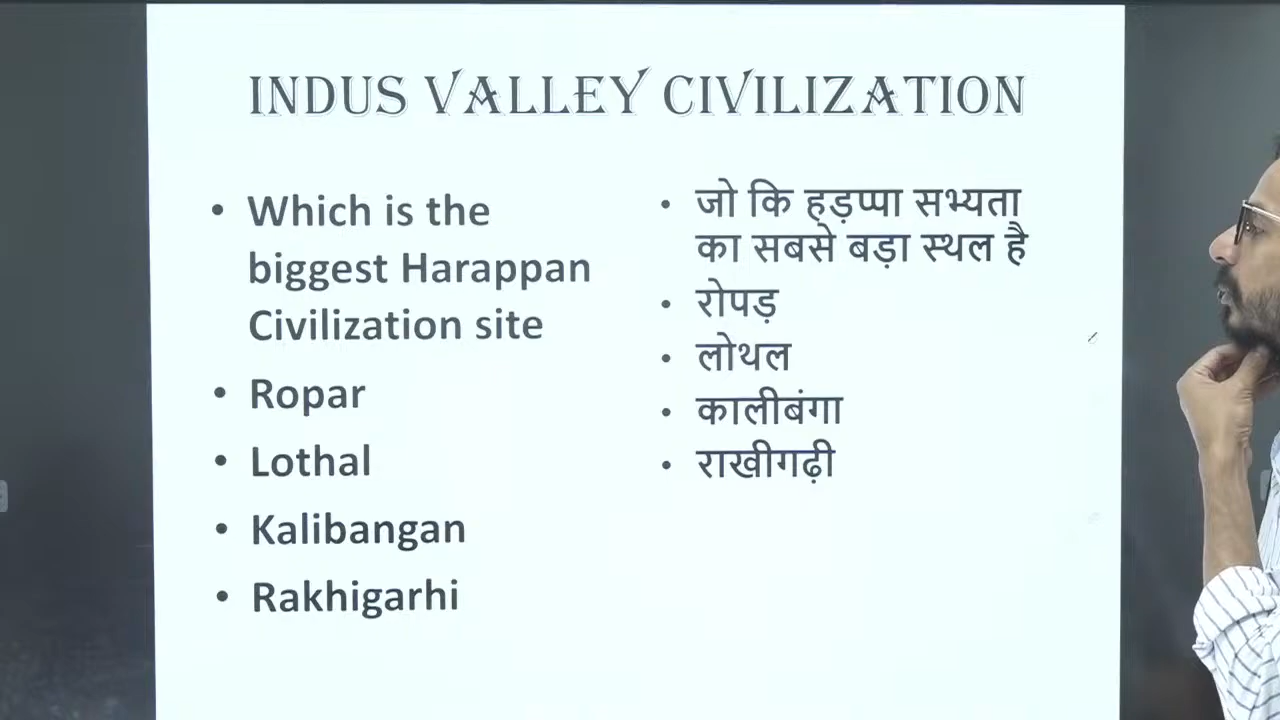 INDUS VALLEY CIVILIZATION
• Which is the
biggest Harappan
Civilization site
• Ropar
• Lothal
• Kalibangan
• Rakhigarhi
• जो कि हड़प्पा सभ्यता
का सबसे बड़ा स्थल है
• रोपड़
• लोथल
• कालीबंगा
• राखीगढ़ी